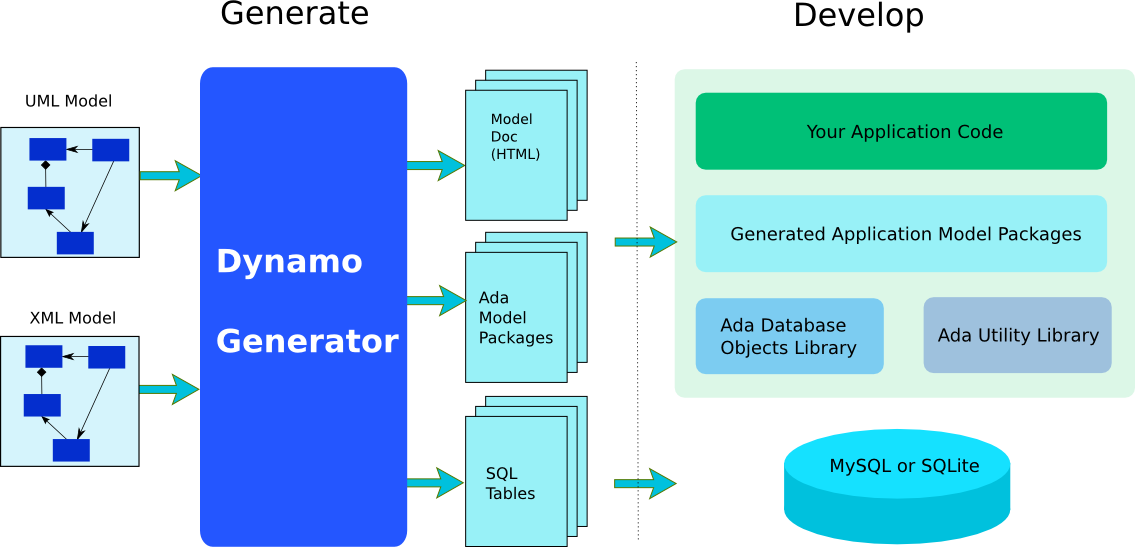 Generate
Develop
UML Model
XML Model
Dynamo
Generator
Model
Doc
(HTML)
Ada
Model
Packages
SQL
Tables
Your Application Code
Generated Application Model Packages
Ada Database
Objects Library
Ada Utility Library
MySQL or SQLite